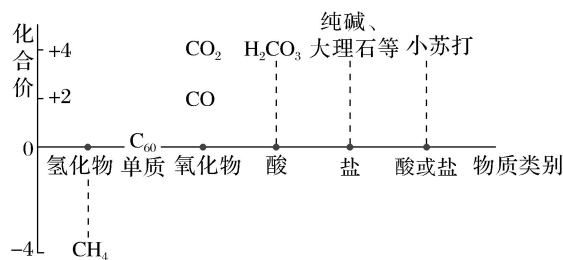 化合价
+4
+2
0
−4
CO₂
H₂CO₃
纯碱、
大理石等
小苏打
CO
C₆₀
氢化物
单质
氧化物
酸
盐
酸或盐
物质类别
CH₄